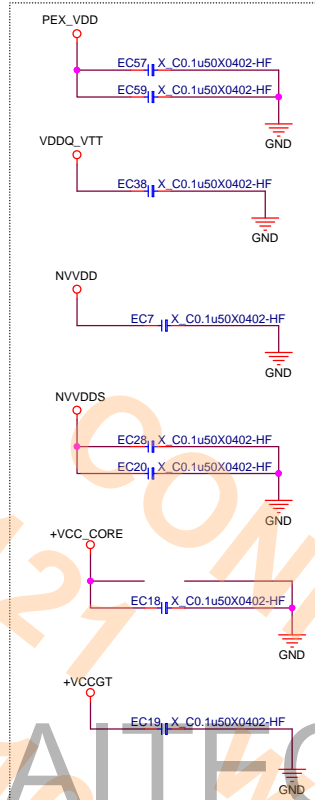 PEX_VDD
EC57 X_C0.1u50X0402-HF
EC59 X_C0.1u50X0402-HF
GND
VDDQ_VTT
EC38 X_C0.1u50X0402-HF
GND
NVVDD
EC7 X_C0.1u50X0402-HF
GND
NVVDDS
EC28 X_C0.1u50X0402-HF
EC20 X_C0.1u50X0402-HF
GND
+VCC_CORE
EC18 X_C0.1u50X0402-HF
GND
+VCCGT
EC19 X_C0.1u50X0402-HF
GND